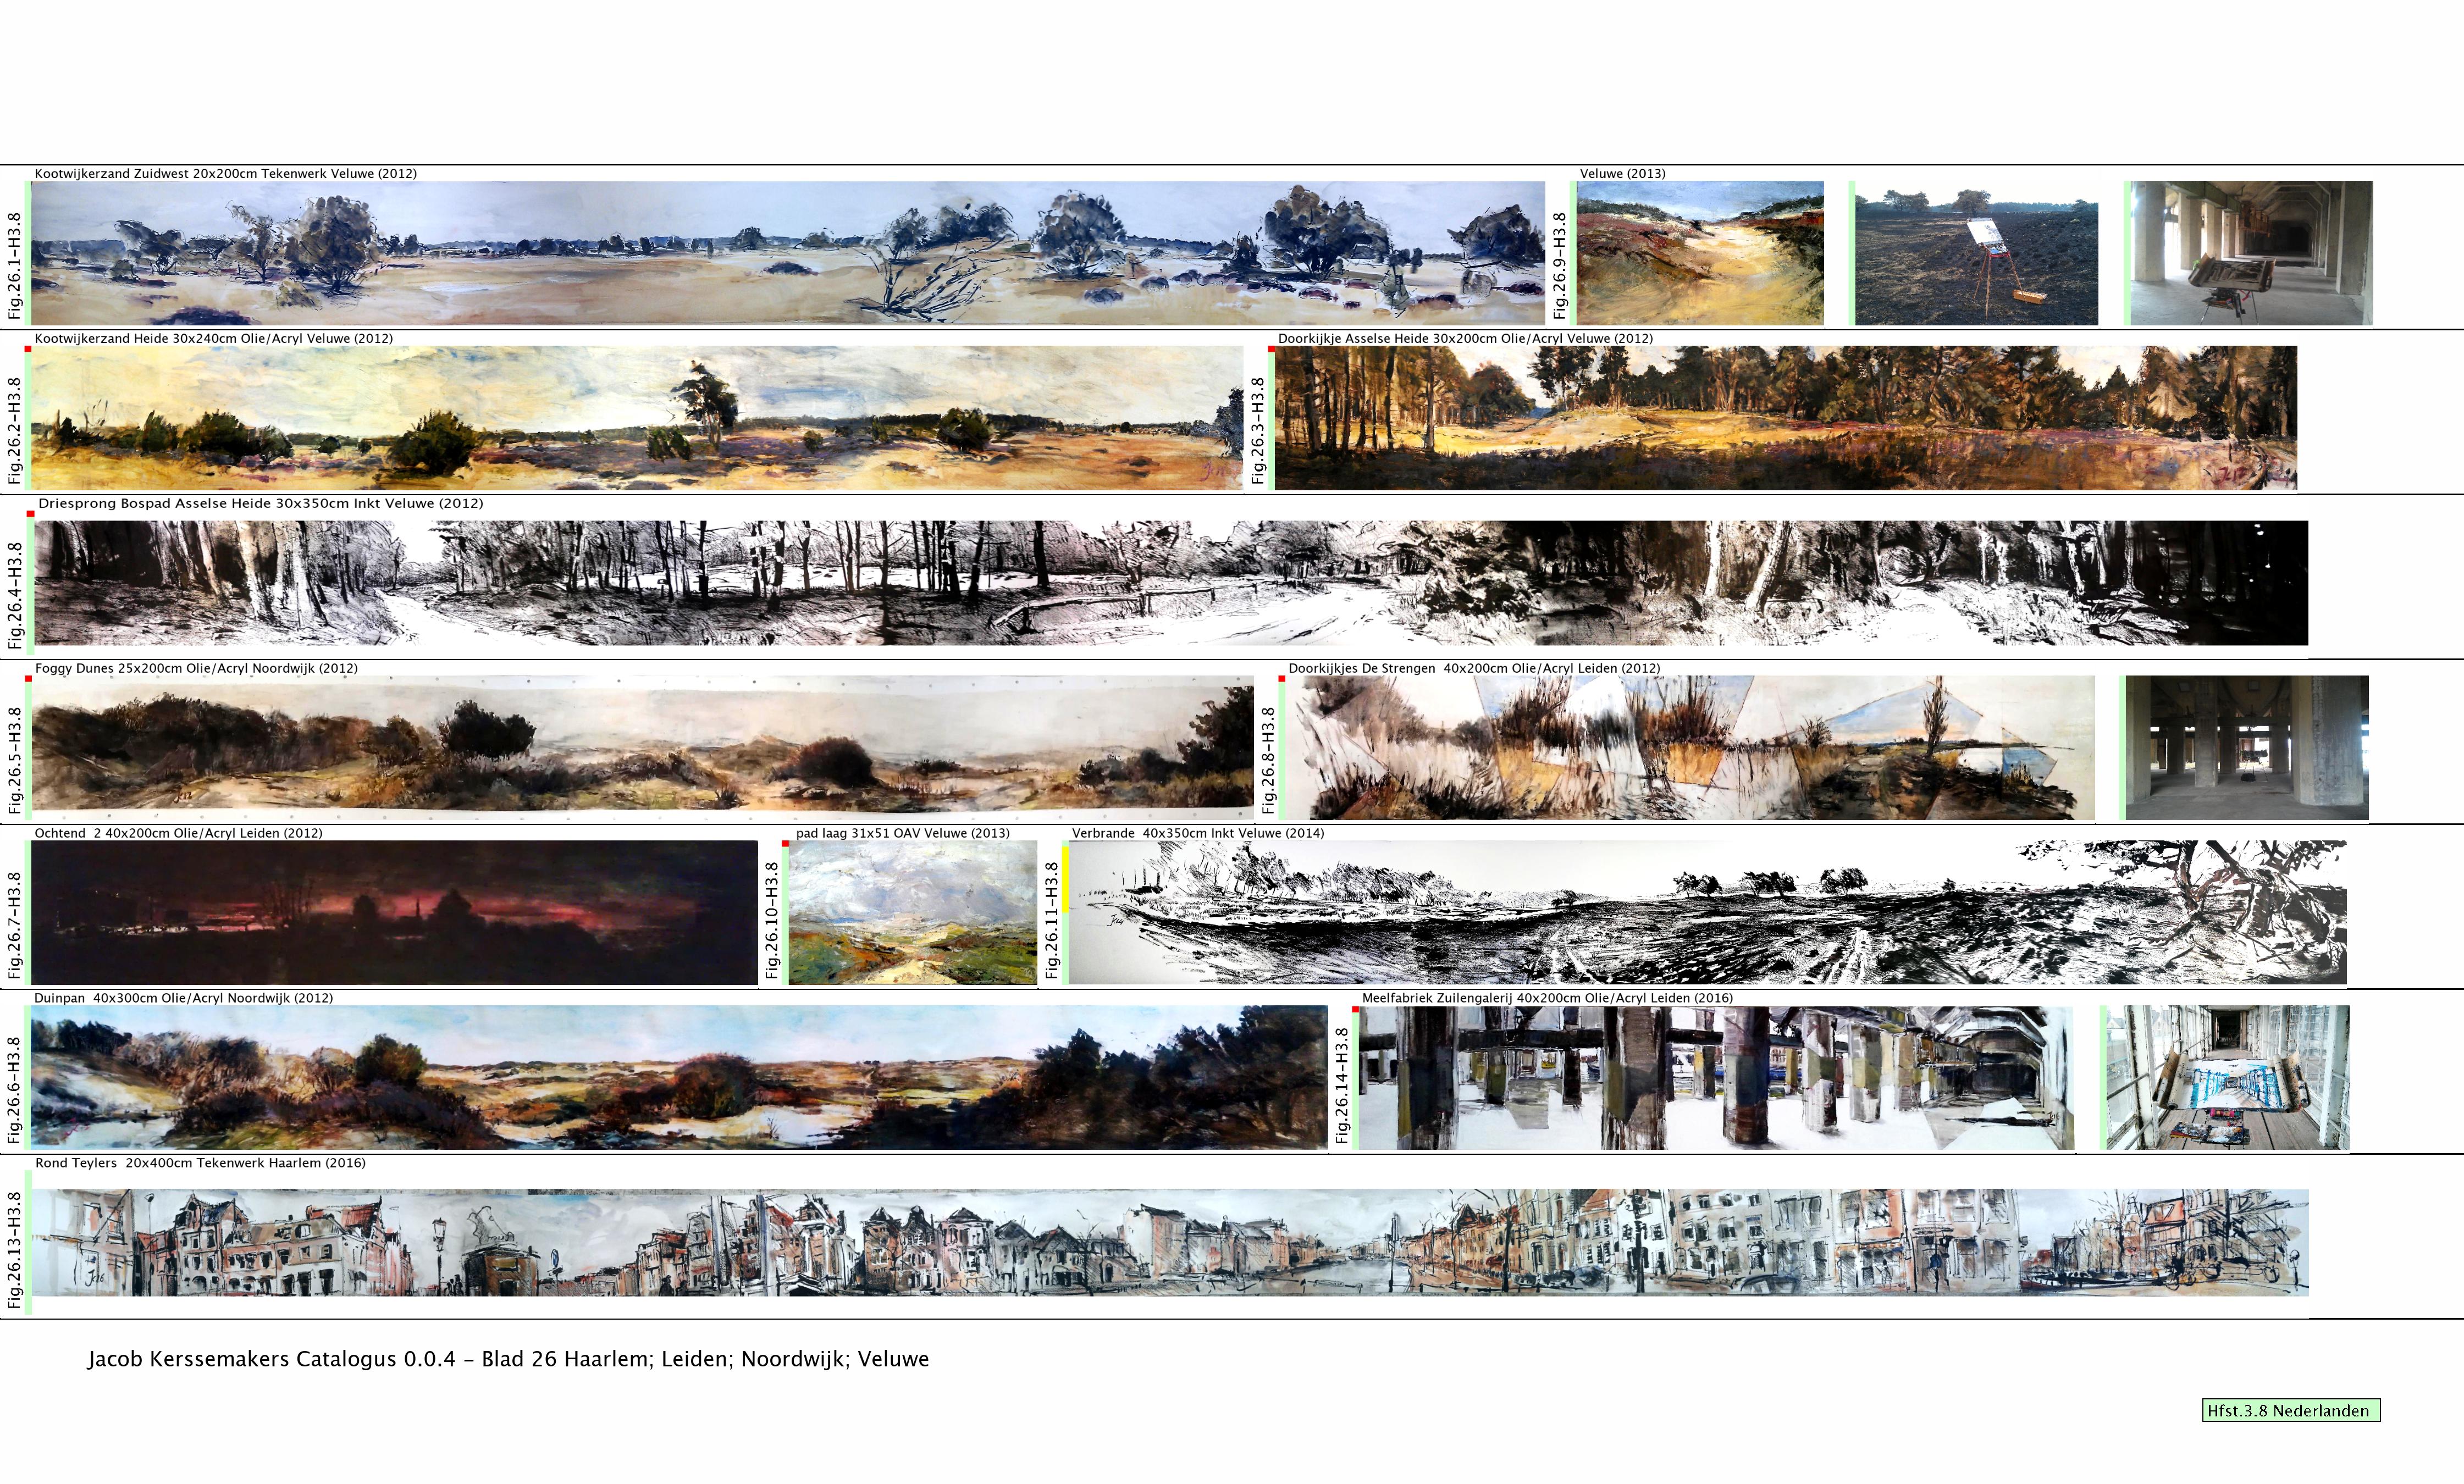 Kootwijkerzand Zuidwest 20x200cm Tekenwerk Veluwe (2012)
Fig.26.1-H3.8
Veluwe (2013)
Fig.26.9-H3.8
Kootwijkerzand Heide 30x240cm Olie/Acryl Veluwe (2012)
Fig.26.2-H3.8
Doorkijkje Asselse Heide 30x200cm Olie/Acryl Veluwe (2012)
Fig.26.3-H3.8
Driesprong Bospad Asselse Heide 30x350cm Inkt Veluwe (2012)
Fig.26.4-H3.8
Foggy Dunes 25x200cm Olie/Acryl Noordwijk (2012)
Fig.26.5-H3.8
Doorkijkjes De Strengen 40x200cm Olie/Acryl Leiden (2012)
Fig.26.8-H3.8
Ochtend 2 40x200cm Olie/Acryl Leiden (2012)
Fig.26.7-H3.8
pad laag 31x51 OAV Veluwe (2013)
Fig.26.10-H3.8
Verbrande 40x350cm Inkt Veluwe (2014)
Fig.26.11-H3.8
Duinpan 40x300cm Olie/Acryl Noordwijk (2012)
Fig.26.6-H3.8
Meelfabriek Zuilengalerij 40x200cm Olie/Acryl Leiden (2016)
Fig.26.14-H3.8
Rond Teylers 20x400cm Tekenwerk Haarlem (2016)
Fig.26.13-H3.8
Jacob Kerssemakers Catalogus 0.0.4 - Blad 26 Haarlem; Leiden; Noordwijk; Veluwe
Hfst.3.8 Nederlanden